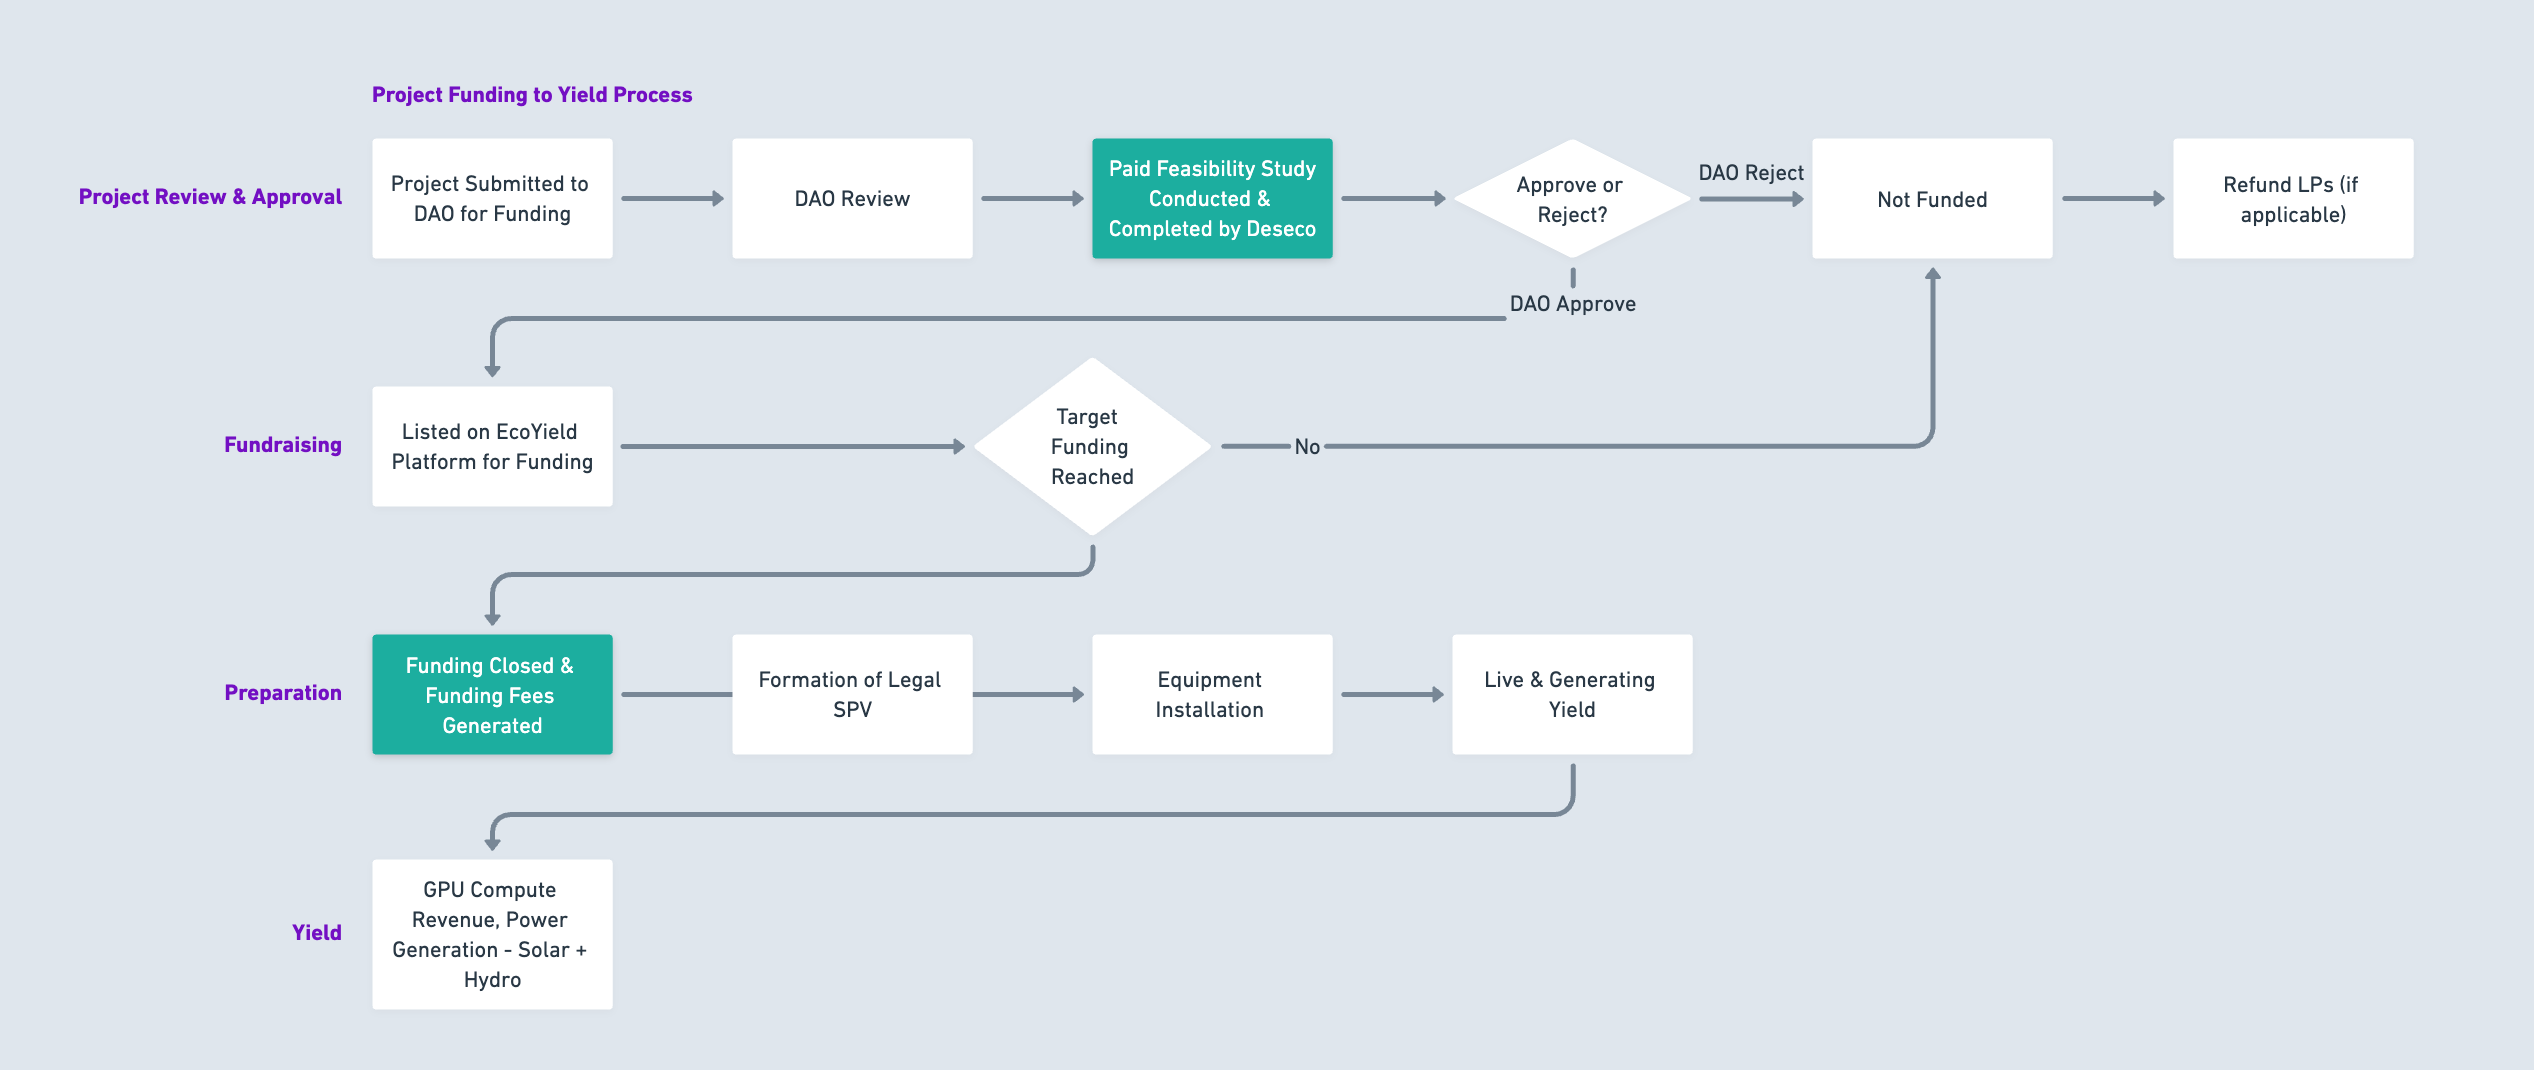 Project Funding to Yield Process
Project Review & Approval
Project Submitted to
DAO for Funding
DAO Review
Paid Feasibility Study
Conducted &
Completed by Deseco
Approve or
Reject?
DAO Reject
Not Funded
Refund LPs (if
applicable)
DAO Approve
Fundraising
Listed on EcoYield
Platform for Funding
Target
Funding
Reached
No
Preparation
Funding Closed &
Funding Fees
Generated
Formation of Legal
SPV
Equipment
Installation
Live & Generating
Yield
Yield
GPU Compute
Revenue, Power
Generation - Solar +
Hydro